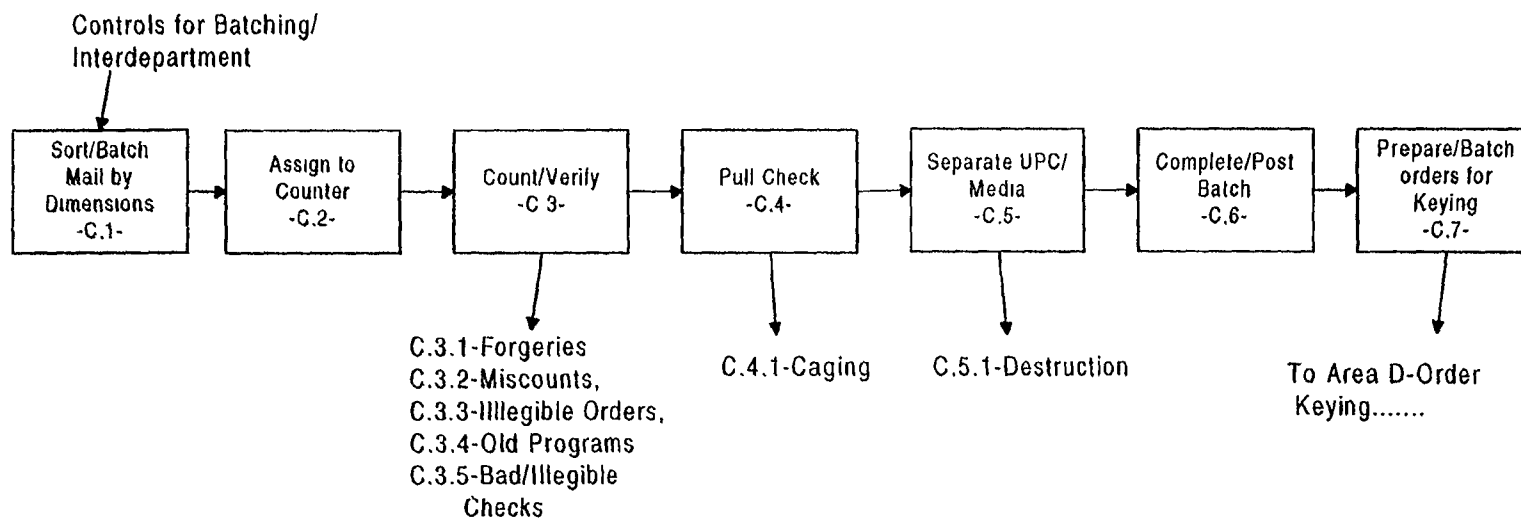 Controls for Batching/
Interdepartment
Sort/Batch
Mail by
Dimensions
-C.1-
Assign to
Counter
-C.2-
Count/Verify
-C 3-
Pull Check
-C.4-
Separate UPC/
Media
-C.5-
Complete/Post
Batch
-C.6-
Prepare/Batch
orders for
Keying
-C.7-
C.3.1-Forgeries
C.3.2-Miscounts,
C.3.3-Illlegible Orders,
C.3.4-Old Programs
C.3.5-Bad/Illegible
Checks
C.4.1-Caging
C.5.1-Destruction
To Area D-Order
Keying.......